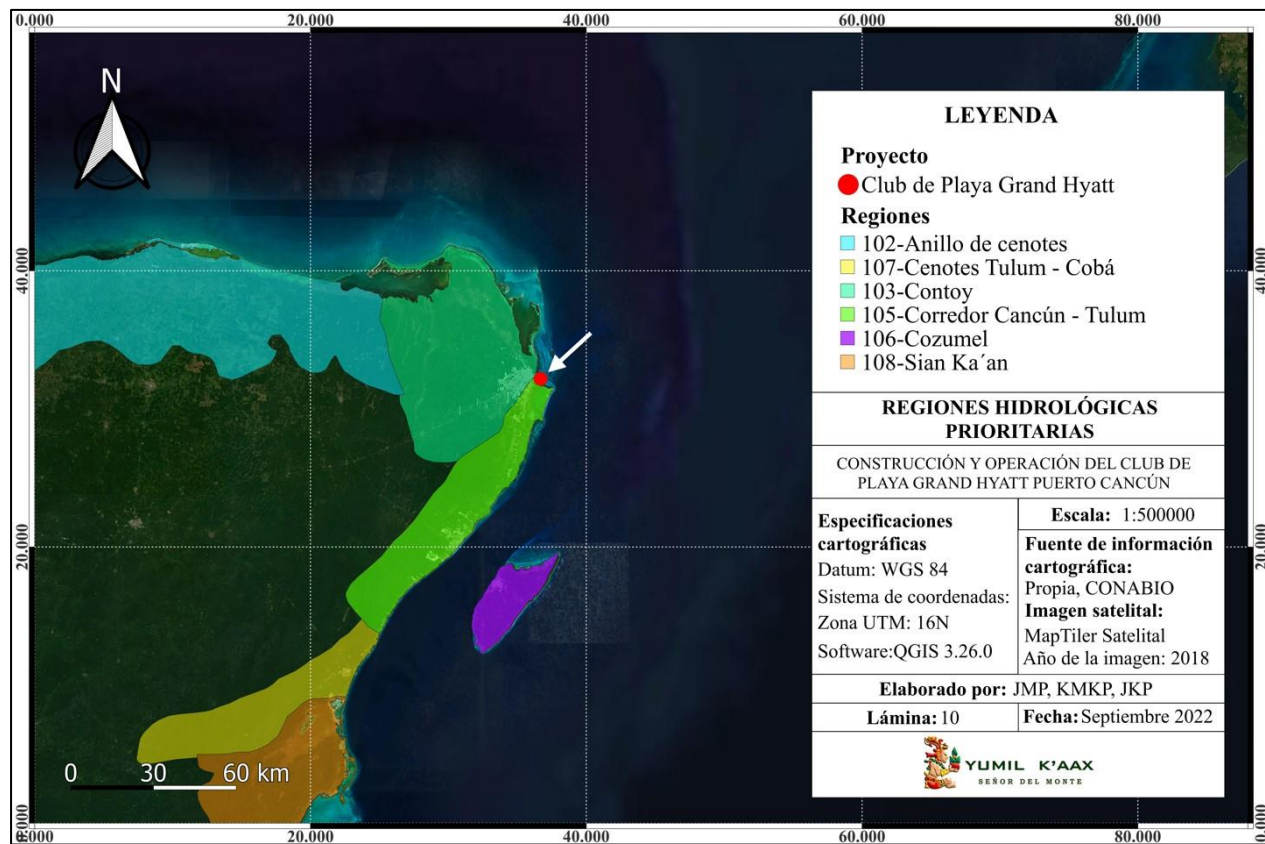 0.000
20.000
40.000
60.000
80.000
N
40.000
20.000
0.000
40.000
20.000
0.000
0 30 60 km
LEYENDA
Proyecto
Club de Playa Grand Hyatt
Regiones
102-Anillo de cenotes
107-Cenotes Tulum - Cobá
103-Contoy
105-Corredor Cancún - Tulum
106-Cozumel
108-Sian Ka´an
REGIONES HIDROLÓGICAS
PRIORITARIAS
CONSTRUCCIÓN Y OPERACIÓN DEL CLUB DE
PLAYA GRAND HYATT PUERTO CANCÚN
Especificaciones
cartográficas
Datum: WGS 84
Sistema de coordenadas:
Zona UTM: 16N
Software:QGIS 3.26.0
Escala: 1:500000
Fuente de información
cartográfica:
Propia, CONABIO
Imagen satelital:
MapTiler Satelital
Año de la imagen: 2018
Elaborado por: JMP, KMKP, JKP
Lámina: 10
Fecha: Septiembre 2022
YUMIL K'AAX
SEÑOR DEL MONTE
0.000
20.000
40.000
60.000
80.000